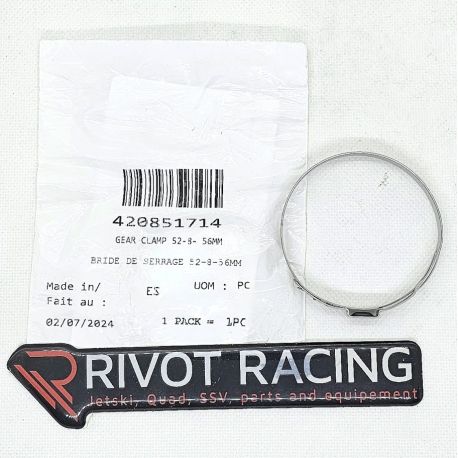 420851714
GEAR CLAMP 52-8- 56MM
BRIDE DE SERRAGE 52-8-56MM
Made in/ ES UOM : PC
Fait au :
02/07/2024 1 PACK = 1PC
R RIVOT RACING
Jetski, Quad, SSV, parts and equipement